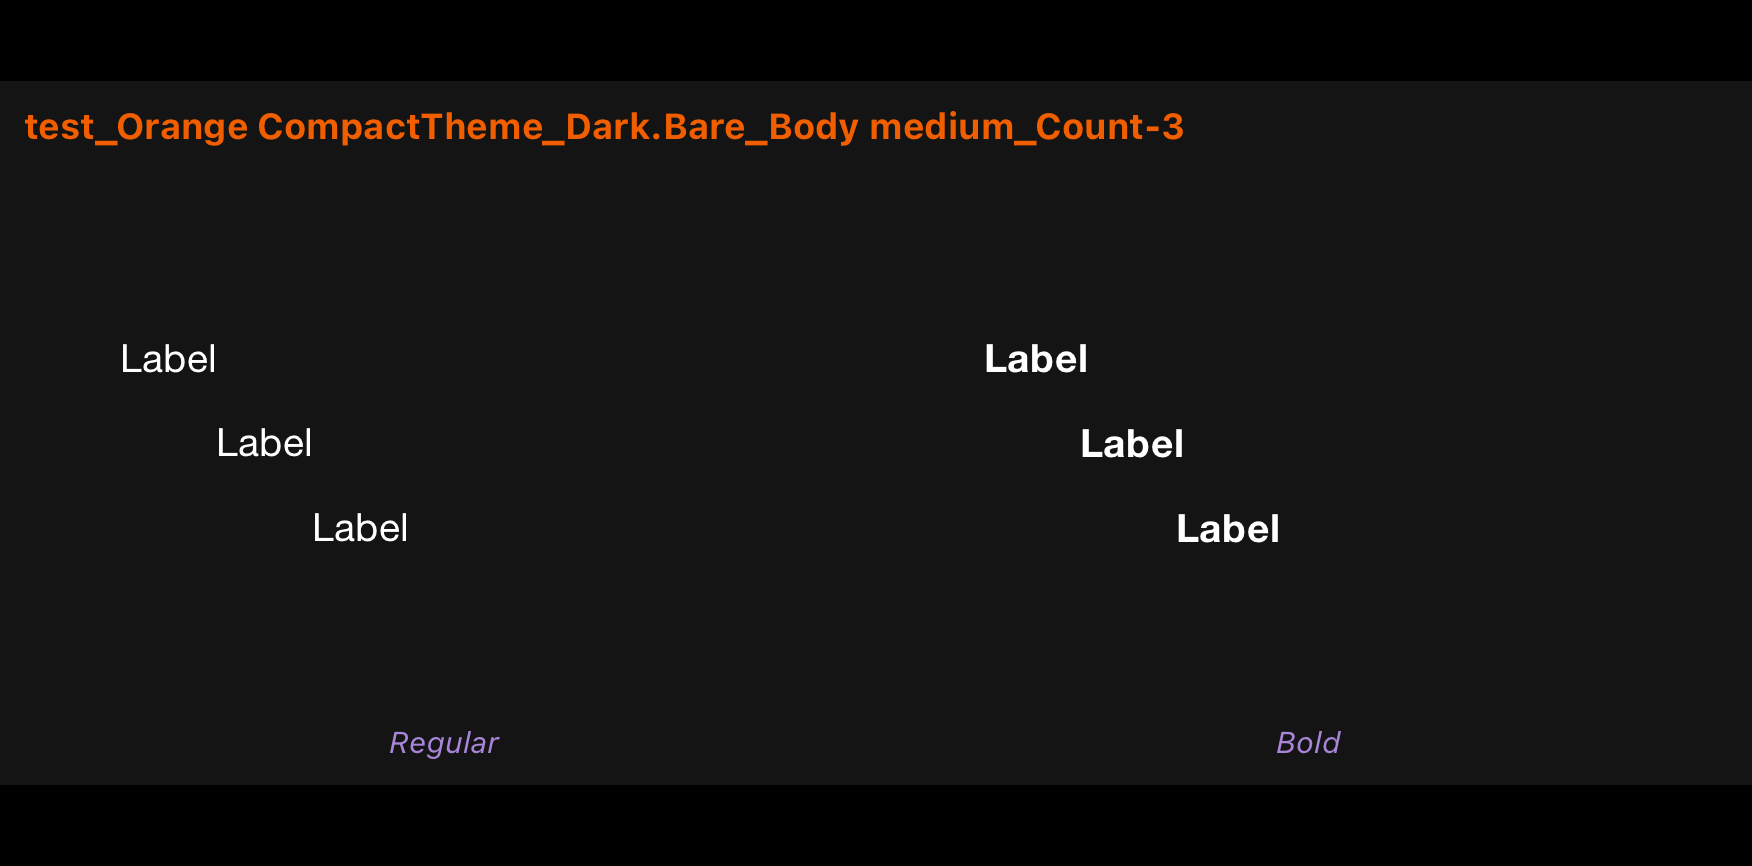 test_Orange CompactTheme_Dark.Bare_Body medium_Count-3
Label
Label
Label
Regular
Label
Label
Label
Bold